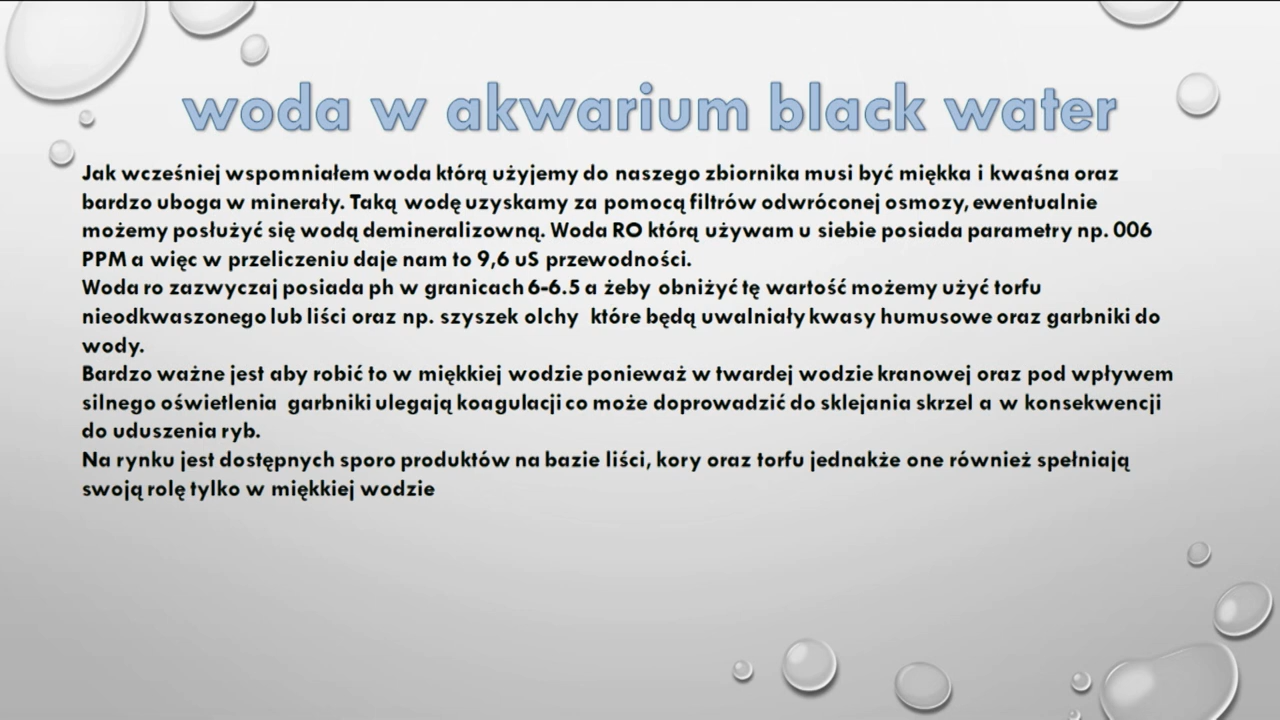 woda w akwarium black water
Jak wcześniej wspomniałem woda którą użyjemy do naszego zbiornika musi być miękka i kwaśna oraz
bardzo uboga w minerały. Taką wodę uzyskamy za pomocą filtrów odwróconej osmozy, ewentualnie
możemy posłużyć się wodą demineralizowną. Woda RO którą używam u siebie posiada parametry np. 006
PPM a więc w przeliczeniu daje nam to 9,6 uS przewodności.
Woda ro zazwyczaj posiada ph w granicach 6-6.5 a żeby obniżyć tę wartość możemy użyć torfu
nieodkwaszonego lub liści oraz np. szyszek olchy które będą uwalniały kwasy humusowe oraz garbniki do
wody.
Bardzo ważne jest aby robić to w miękkiej wodzie ponieważ w twardej wodzie kranowej oraz pod wpływem
silnego oświetlenia garbniki ulegają koagulacji co może doprowadzić do sklejania skrzel a w konsekwencji
do uduszenia ryb.
Na rynku jest dostępnych sporo produktów na bazie liści, kory oraz torfu jednakże one również spełniają
swoją rolę tylko w miękkiej wodzie